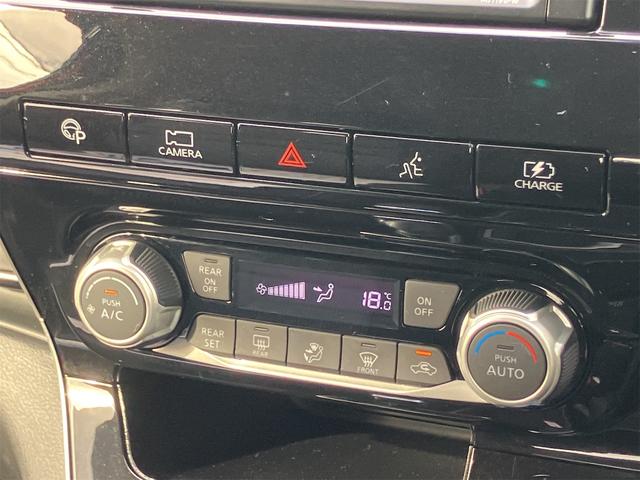 P
CAMERA
CHARGE
PUSH
A/C
REAR
ON
OFF
18.0
°C
ON
OFF
REAR
SET
REAR
FRONT
PUSH
AUTO